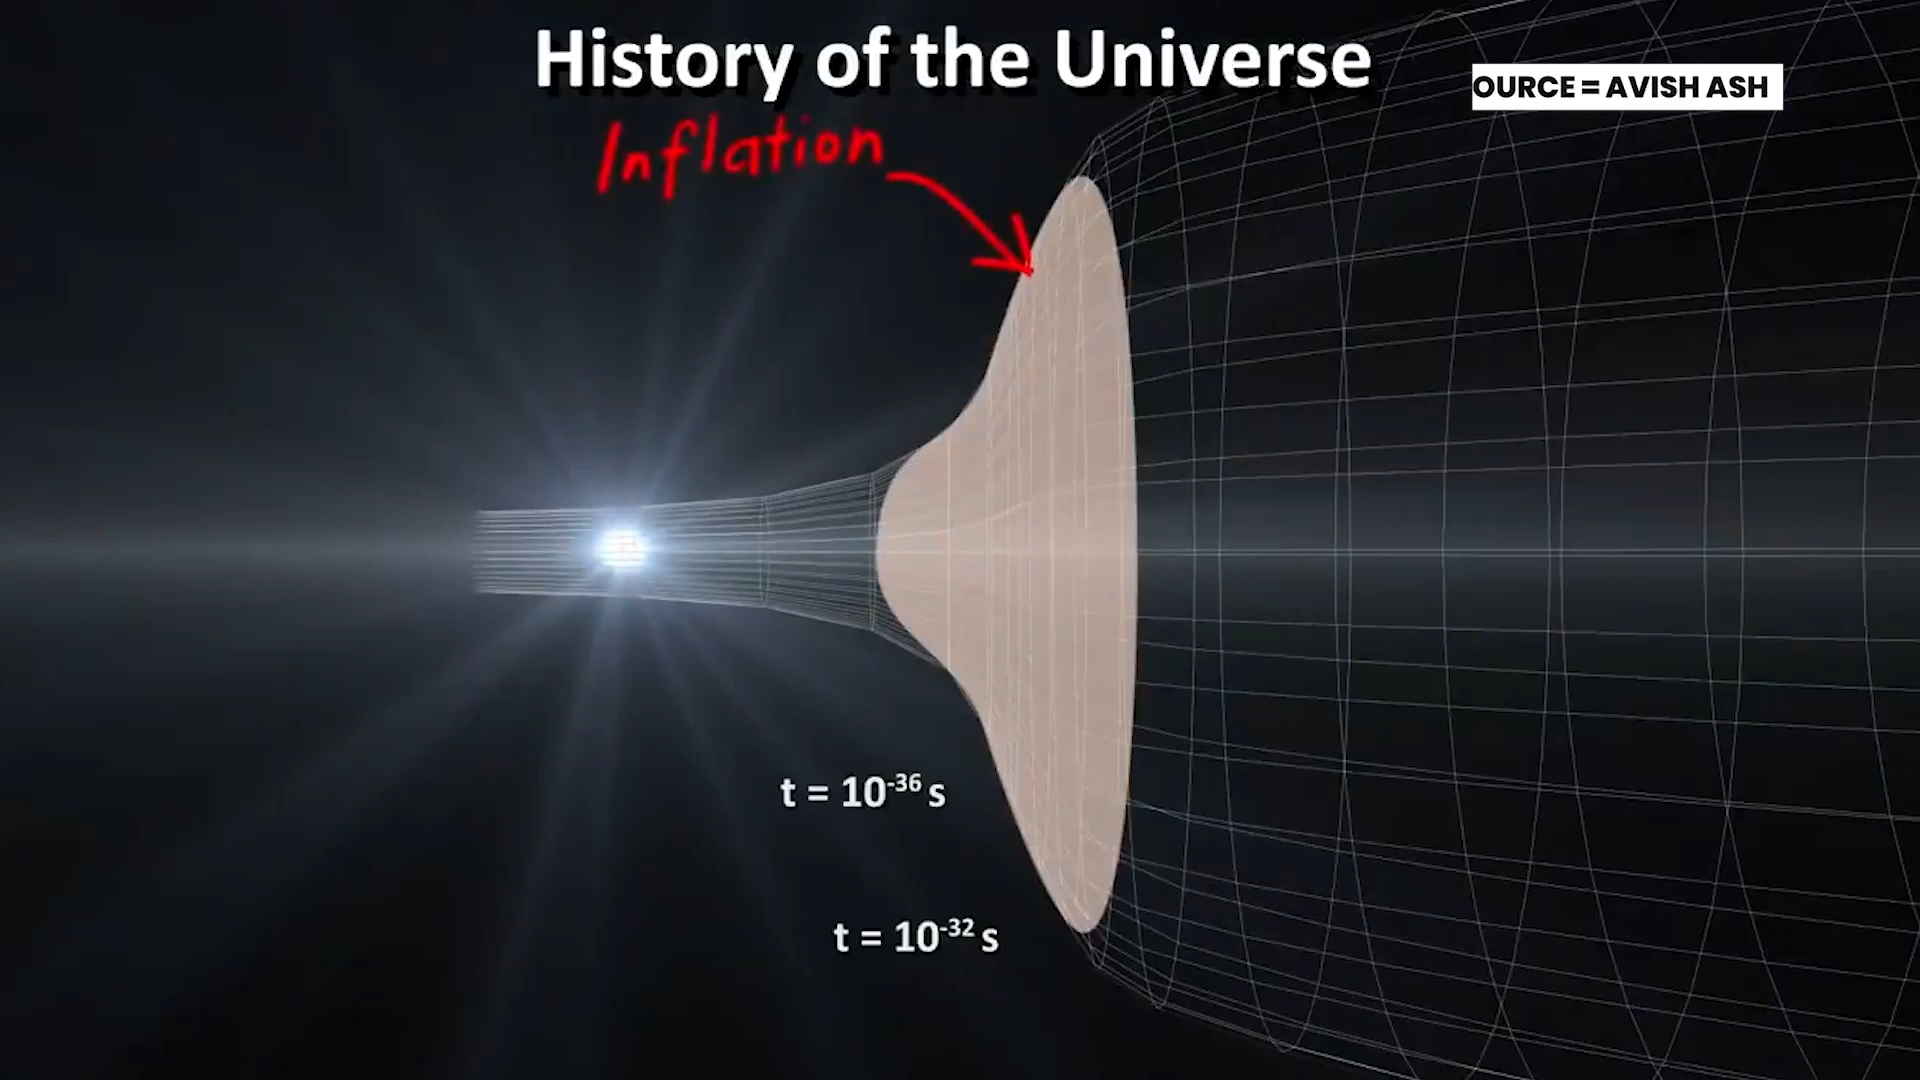 History of the Universe
OURCE = AVISH ASH
Inflation
t = 10⁻³⁶ s
t = 10⁻³² s